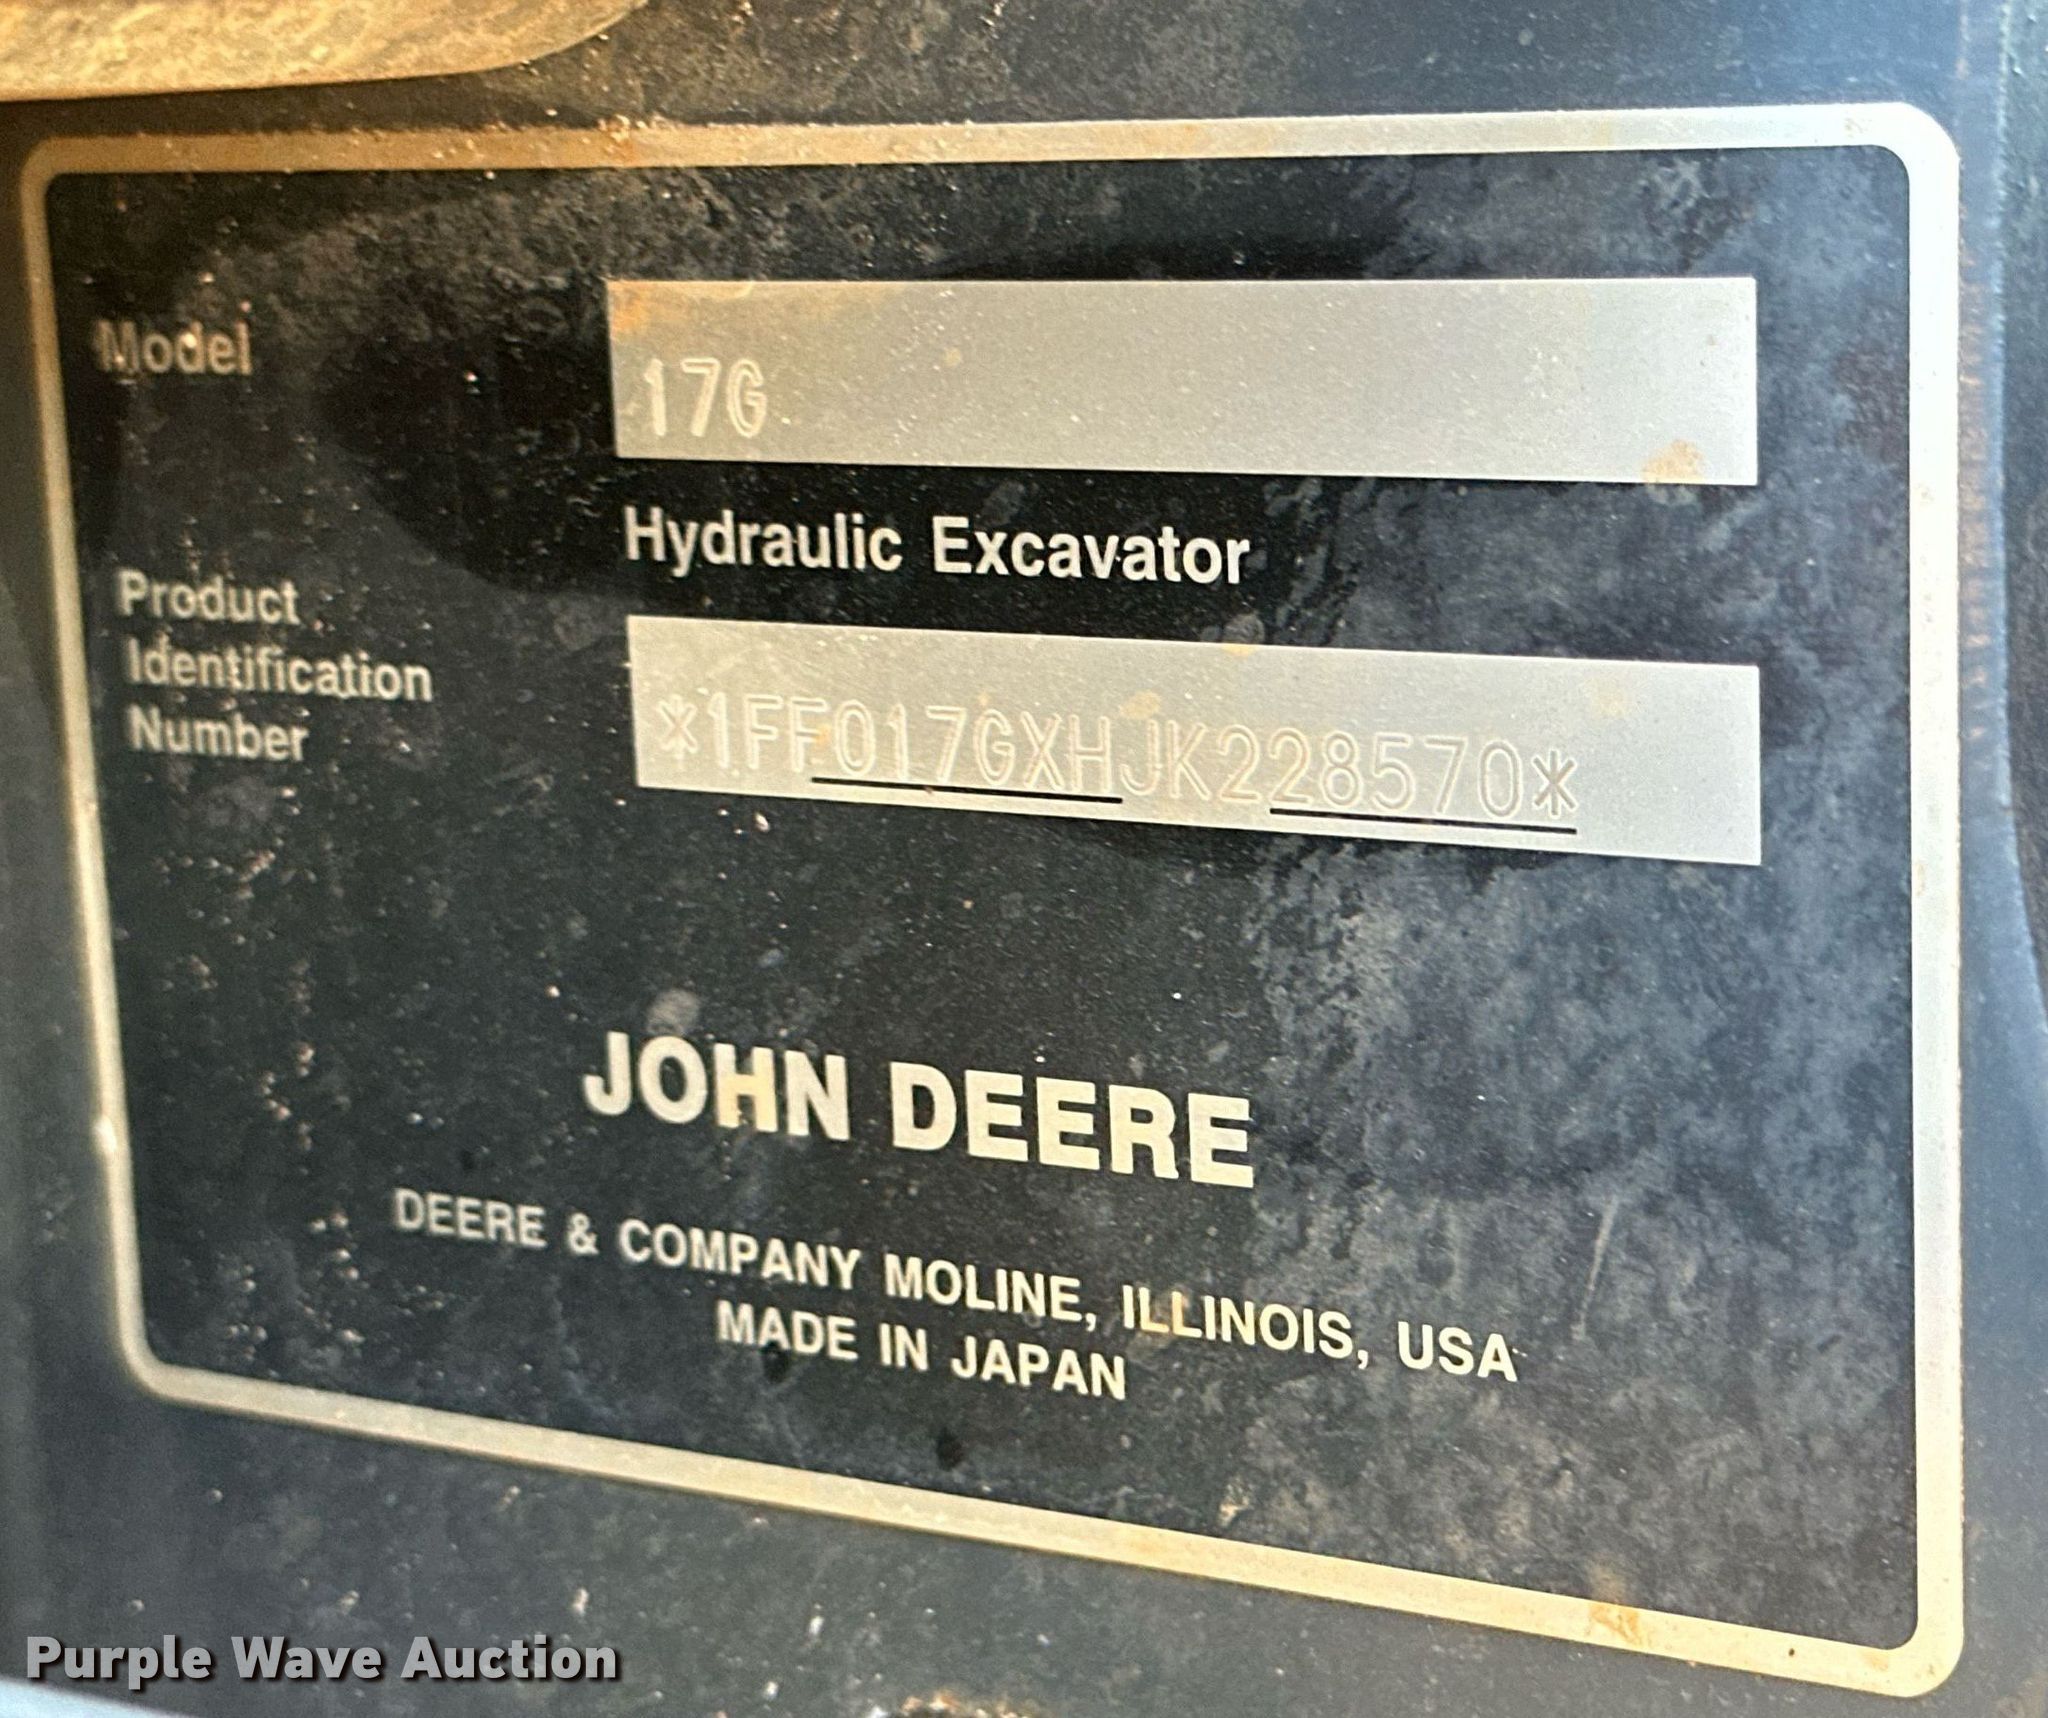 Model
17G
Hydraulic Excavator
Product
Identification
Number
*1FF017GXHJK228570*
JOHN DEERE
DEERE & COMPANY MOLINE, ILLINOIS, USA
MADE IN JAPAN
Purple Wave Auction